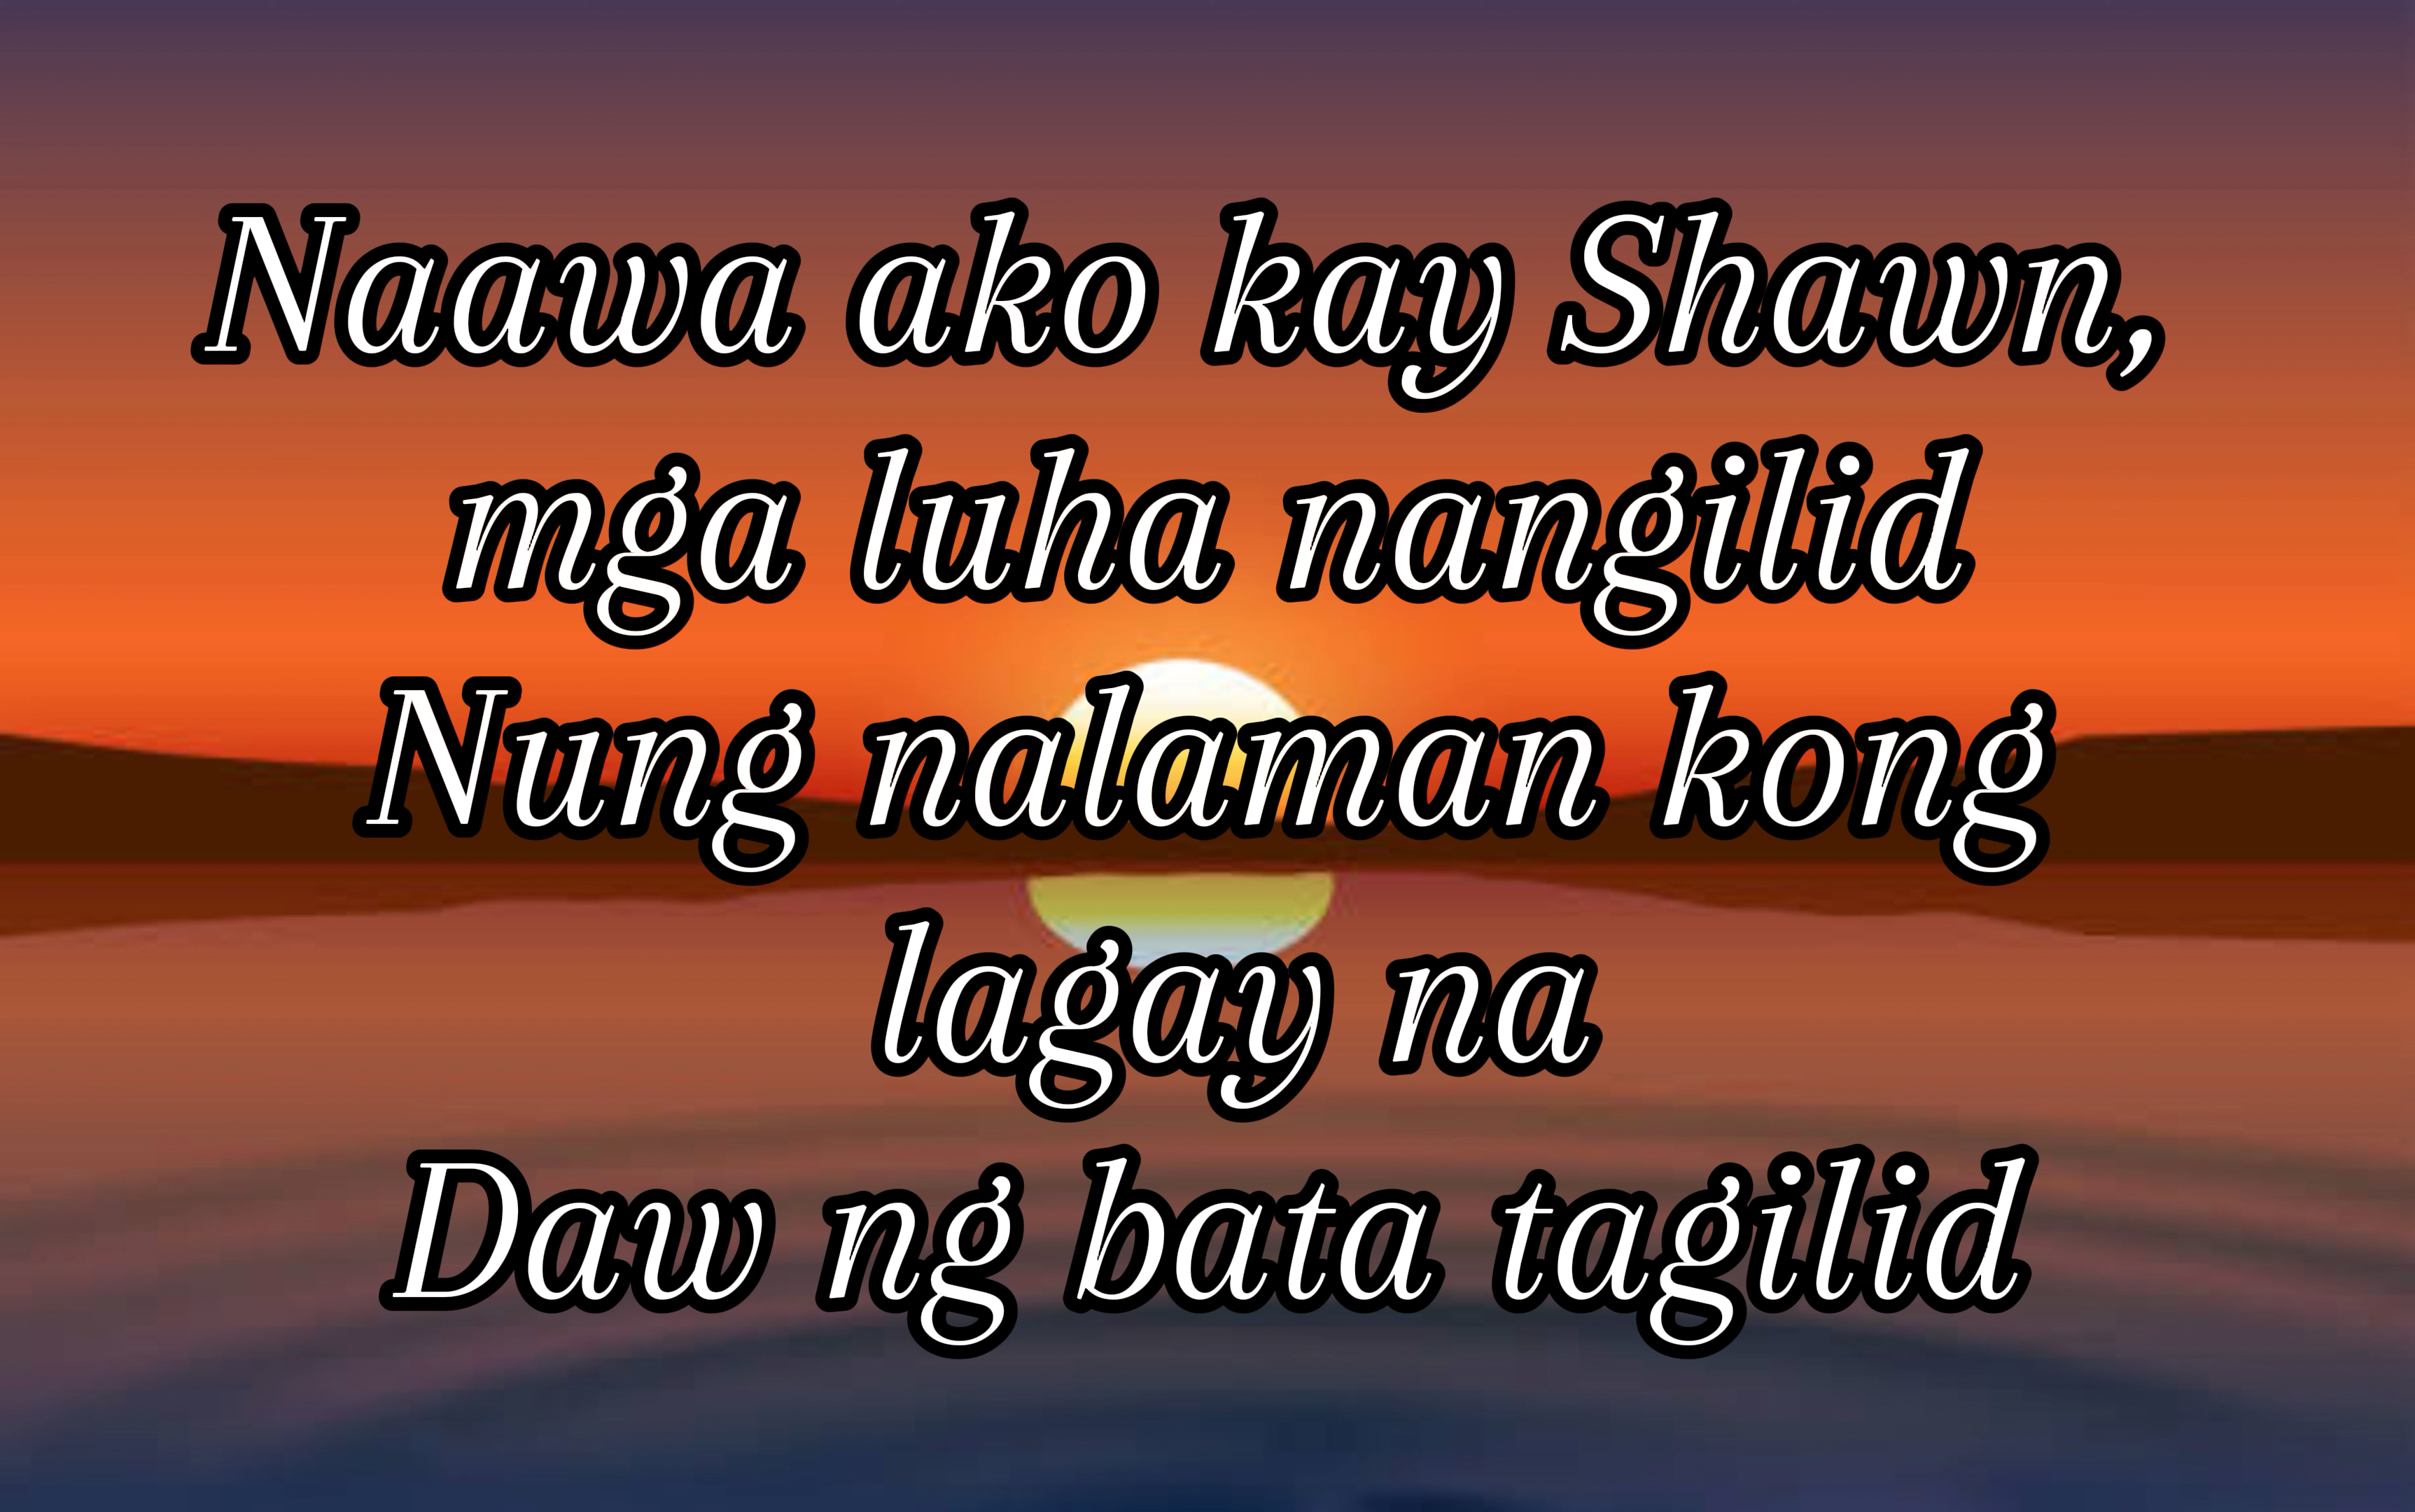 Naawa ako kay Shawn,
mga luha nangilid
Nung nalaman kong
lagay na
Daw ng bata tagilid